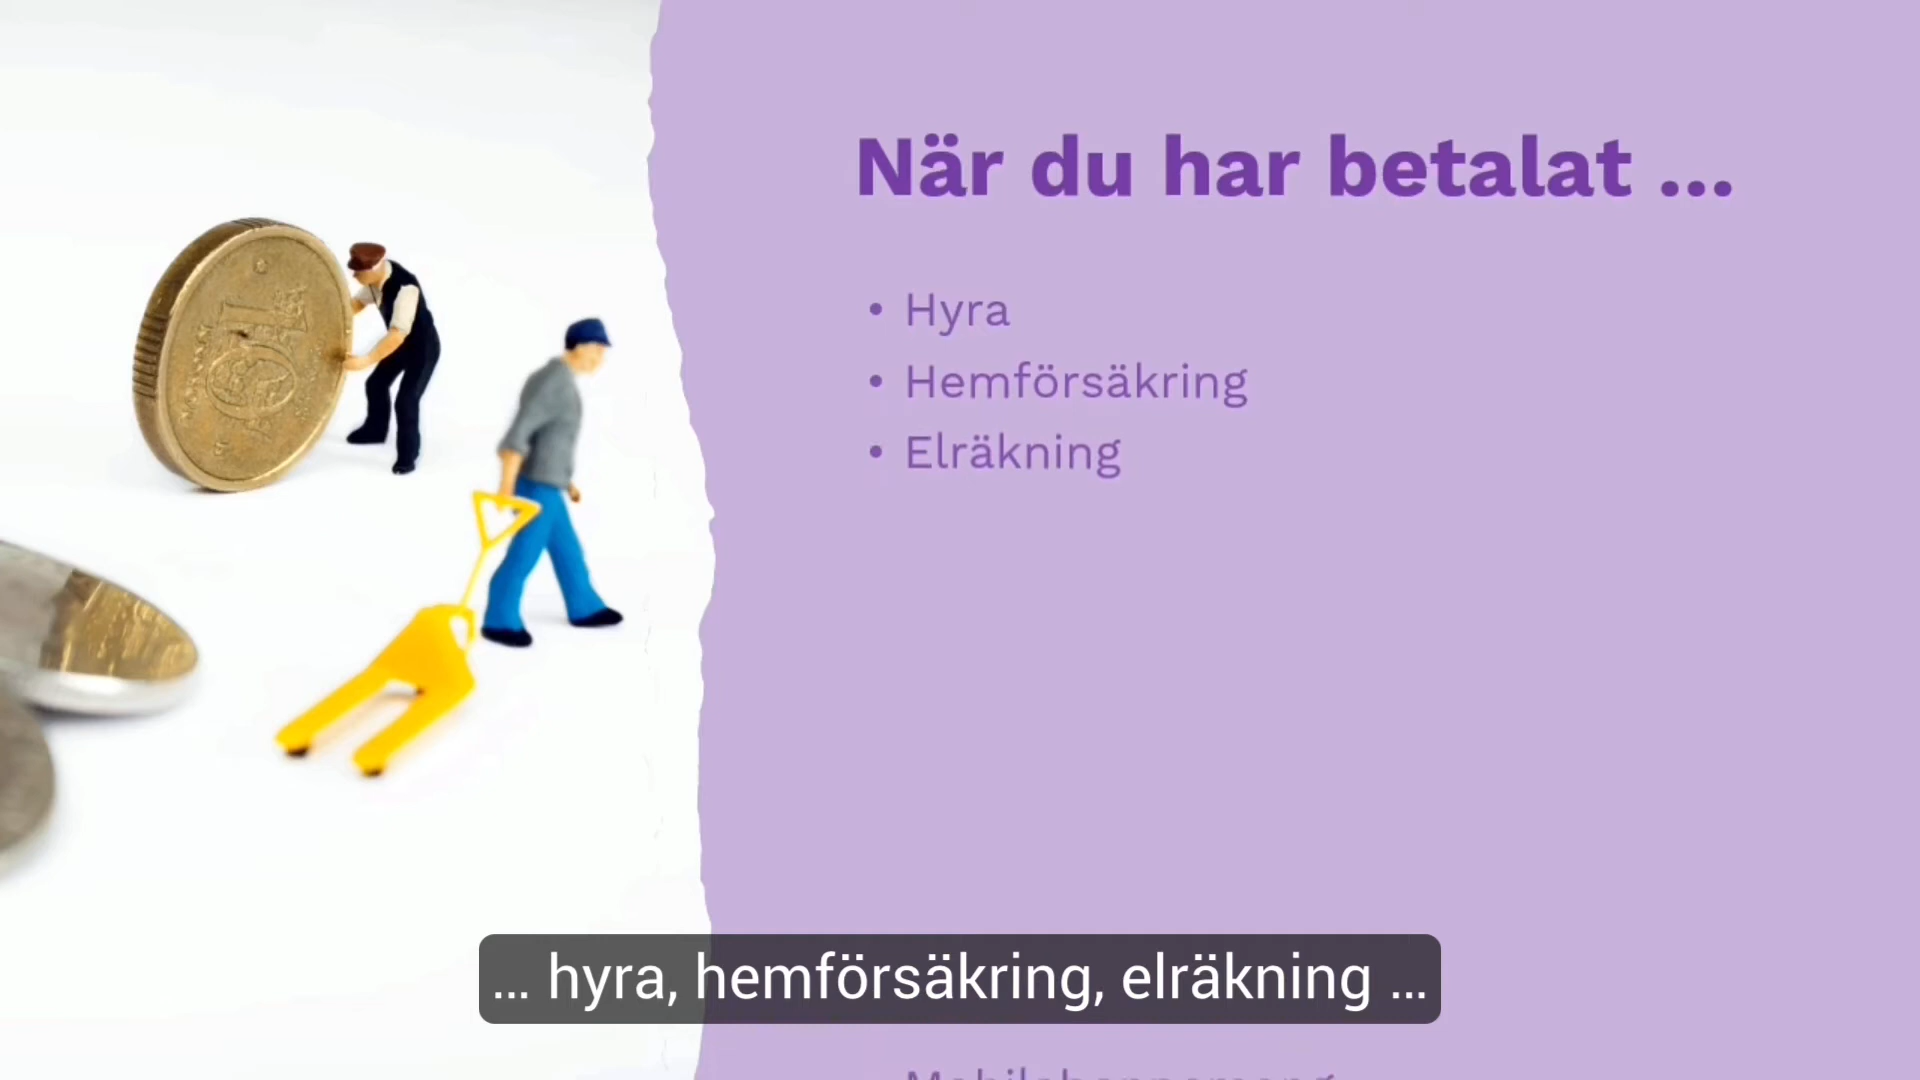 När du har betalat ...
• Hyra
• Hemförsäkring
• Elräkning
... hyra, hemförsäkring, elräkning ...